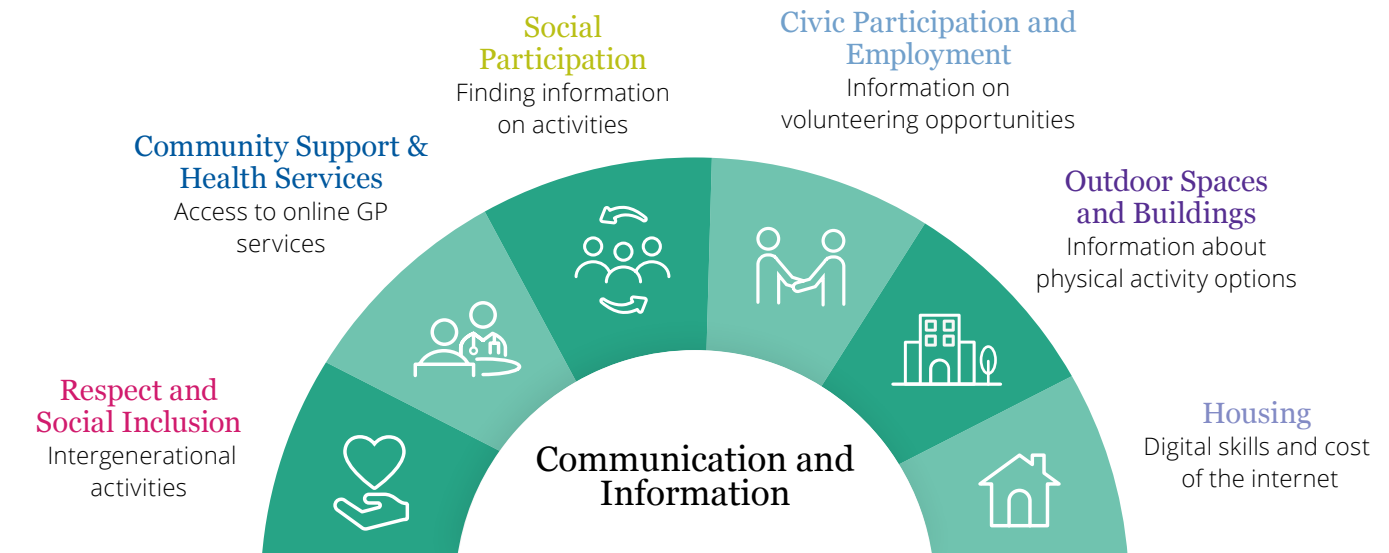 Social
Participation
Finding information
on activities
Civic Participation and
Employment
Information on
volunteering opportunities
Community Support &
Health Services
Access to online GP
services
Outdoor Spaces
and Buildings
Information about
physical activity options
Respect and
Social Inclusion
Intergenerational
activities
Housing
Digital skills and cost
of the internet
Communication and
Information